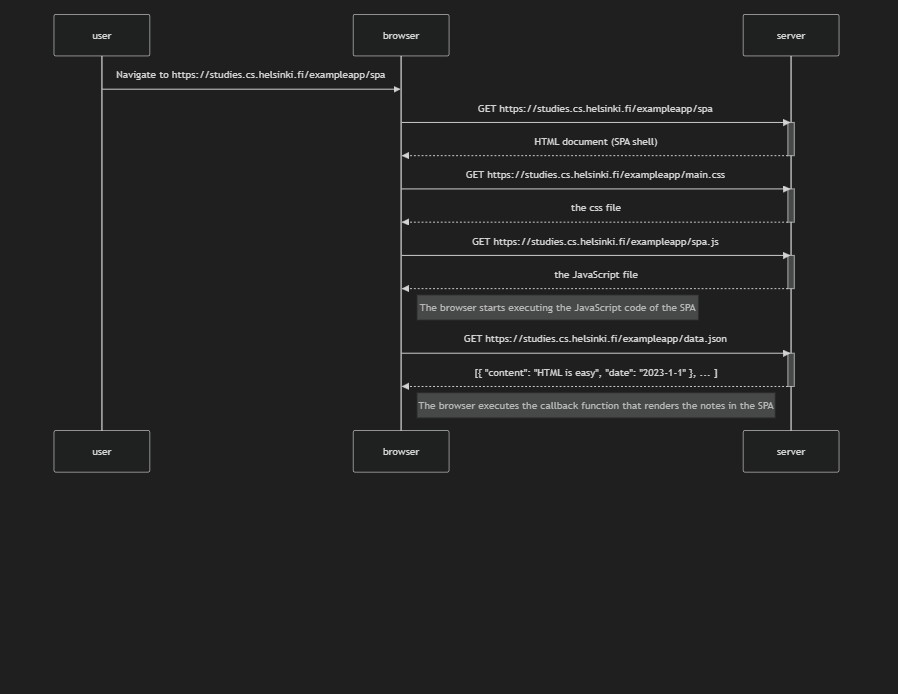 user browser server
Navigate to https://studies.cs.helsinki.fi/exampleapp/spa
GET https://studies.cs.helsinki.fi/exampleapp/spa
HTML document (SPA shell)
GET https://studies.cs.helsinki.fi/exampleapp/main.css
the css file
GET https://studies.cs.helsinki.fi/exampleapp/spa.js
the JavaScript file
The browser starts executing the JavaScript code of the SPA
GET https://studies.cs.helsinki.fi/exampleapp/data.json
[{ "content": "HTML is easy", "date": "2023-1-1" }, ... ]
The browser executes the callback function that renders the notes in the SPA
user browser server